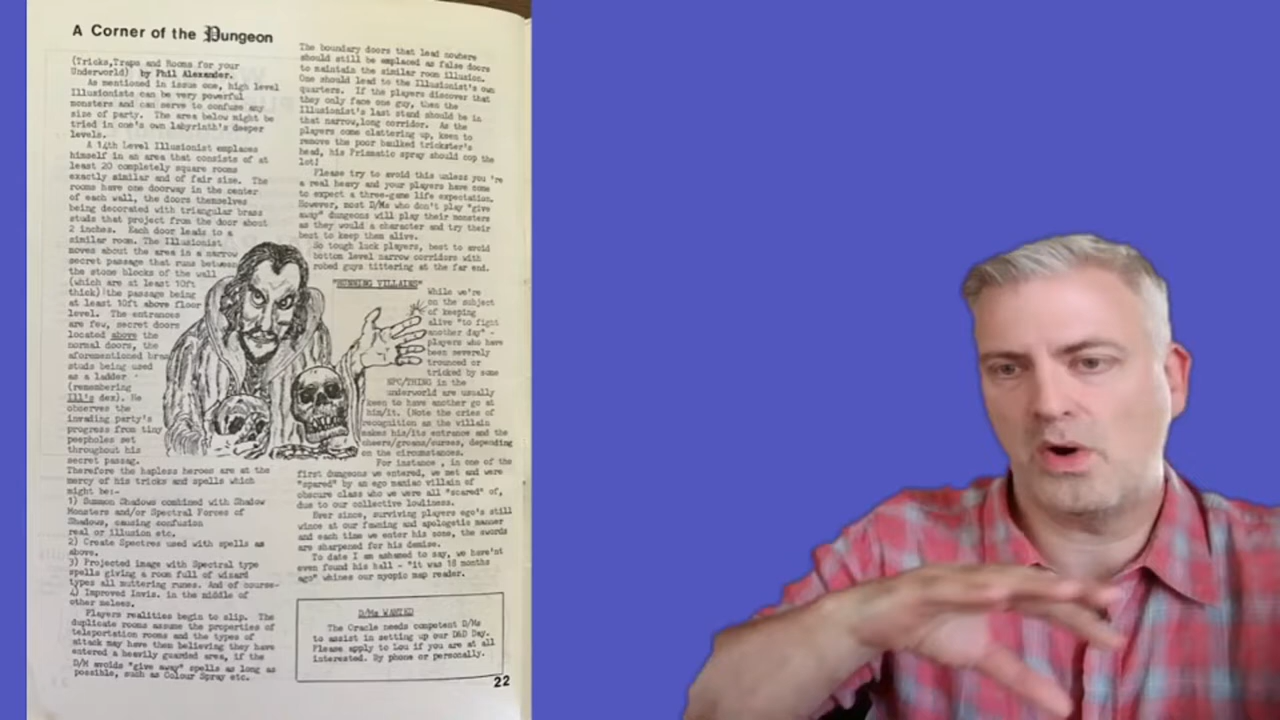 A Corner of the Dungeon
(Tricks,Traps and Rooms for your
Underworld) by Phil Alexander.
As mentioned in issue one, high level
Illusionists can be very powerful
monsters and can serve to confuse any
size of party. The area below might be
tried in one's own labyrinth's deeper
levels.
A 14th Level Illusionist emplaces
himself in an area that consists of at
least 20 completely square rooms
exactly similar and of fair size. The
rooms have one doorway in the center
of each wall, the doors themselves
being decorated with triangular brass
studs that project from the door about
2 inches. Each door leads to a
similar room. The Illusionist
moves about the area in a narrow
secret passage that runs between
the stone blocks of the wall
(which are at least 10ft
thick) the passage being
at least 10ft above floor
level. The entrances
are few, secret doors
located above the
normal doors, the
aforementioned bras
studs being used
as a ladder
(remembering
Ill's dex). He
observes the
invading party's
progress from tiny
peepholes set
throughout his
secret passag.
Therefore the hapless heroes are at the
mercy of his tricks and spells which
might be:-
1) Summon Shadows combined with Shadow
Monsters and/or Spectral Forces of
Shadows, causing confusion
real or illusion etc.
2) Create Spectres used with spells as
above.
3) Projected image with Spectral type
spells giving a room full of wizard
types all muttering runes. And of course-
4) Improved Invis. in the middle of
other melees.
Players realities begin to slip. The
duplicate rooms assume the properties of
teleportation rooms and the types of
attack may have then believing they have
entered a heavily guarded area, if the
D/M avoids "give away" spells as long as
possible, such as Colour Spray etc.
The boundary doors that lead nowhere
should still be emplaced as false doors
to maintain the similar room illusion.
One should lead to the Illusionist's own
quarters. If the players discover that
they only face one guy, then the
Illusionist's last stand should be in
that narrow,long corridor. As the
players come clattering up, keen to
remove the poor baulked trickster's
head, his Prismatic spray should cop the
lot!
Please try to avoid this unless you 're
a real heavy and your players have come
to expect a three-game life expectation.
However, most D/Ms who don't play "give
away" dungeons will play their monsters
as they would a character and try their
best to keep them alive.
So tough luck players, best to avoid
bottom level narrow corridors with
robed guys tittering at the far end.
"RUNNING VILLAINS"
While we're
on the subject
of keeping
alive "to fight
another day" -
players who have
been severely
trounced or
tricked by some
NPC/THING in the
underworld are usually
keen to have another go at
him/it. (Note the cries of
recognition as the villain
makes his/its entrance and the
cheers/groans/curses, depending
on the circumstances.
For instance , in one of the
first dungeons we entered, we met and were
"spared" by an ego maniac villain of
obscure class who we were all "scared" of,
due to our collective lowliness.
Ever since, surviving players ego's still
wince at our fawning and apologetic manner
and each time we enter his zone, the swords
are sharpened for his demise.
To date I am ashamed to say, we have'nt
even found his hall - "it was 18 months
ago" whines our myopic map reader.
D/Ms WANTED
The Oracle needs competent D/Ms
to assist in setting up our D&D Day.
Please apply to Lou if you are at all
interested. By phone or personally.
22